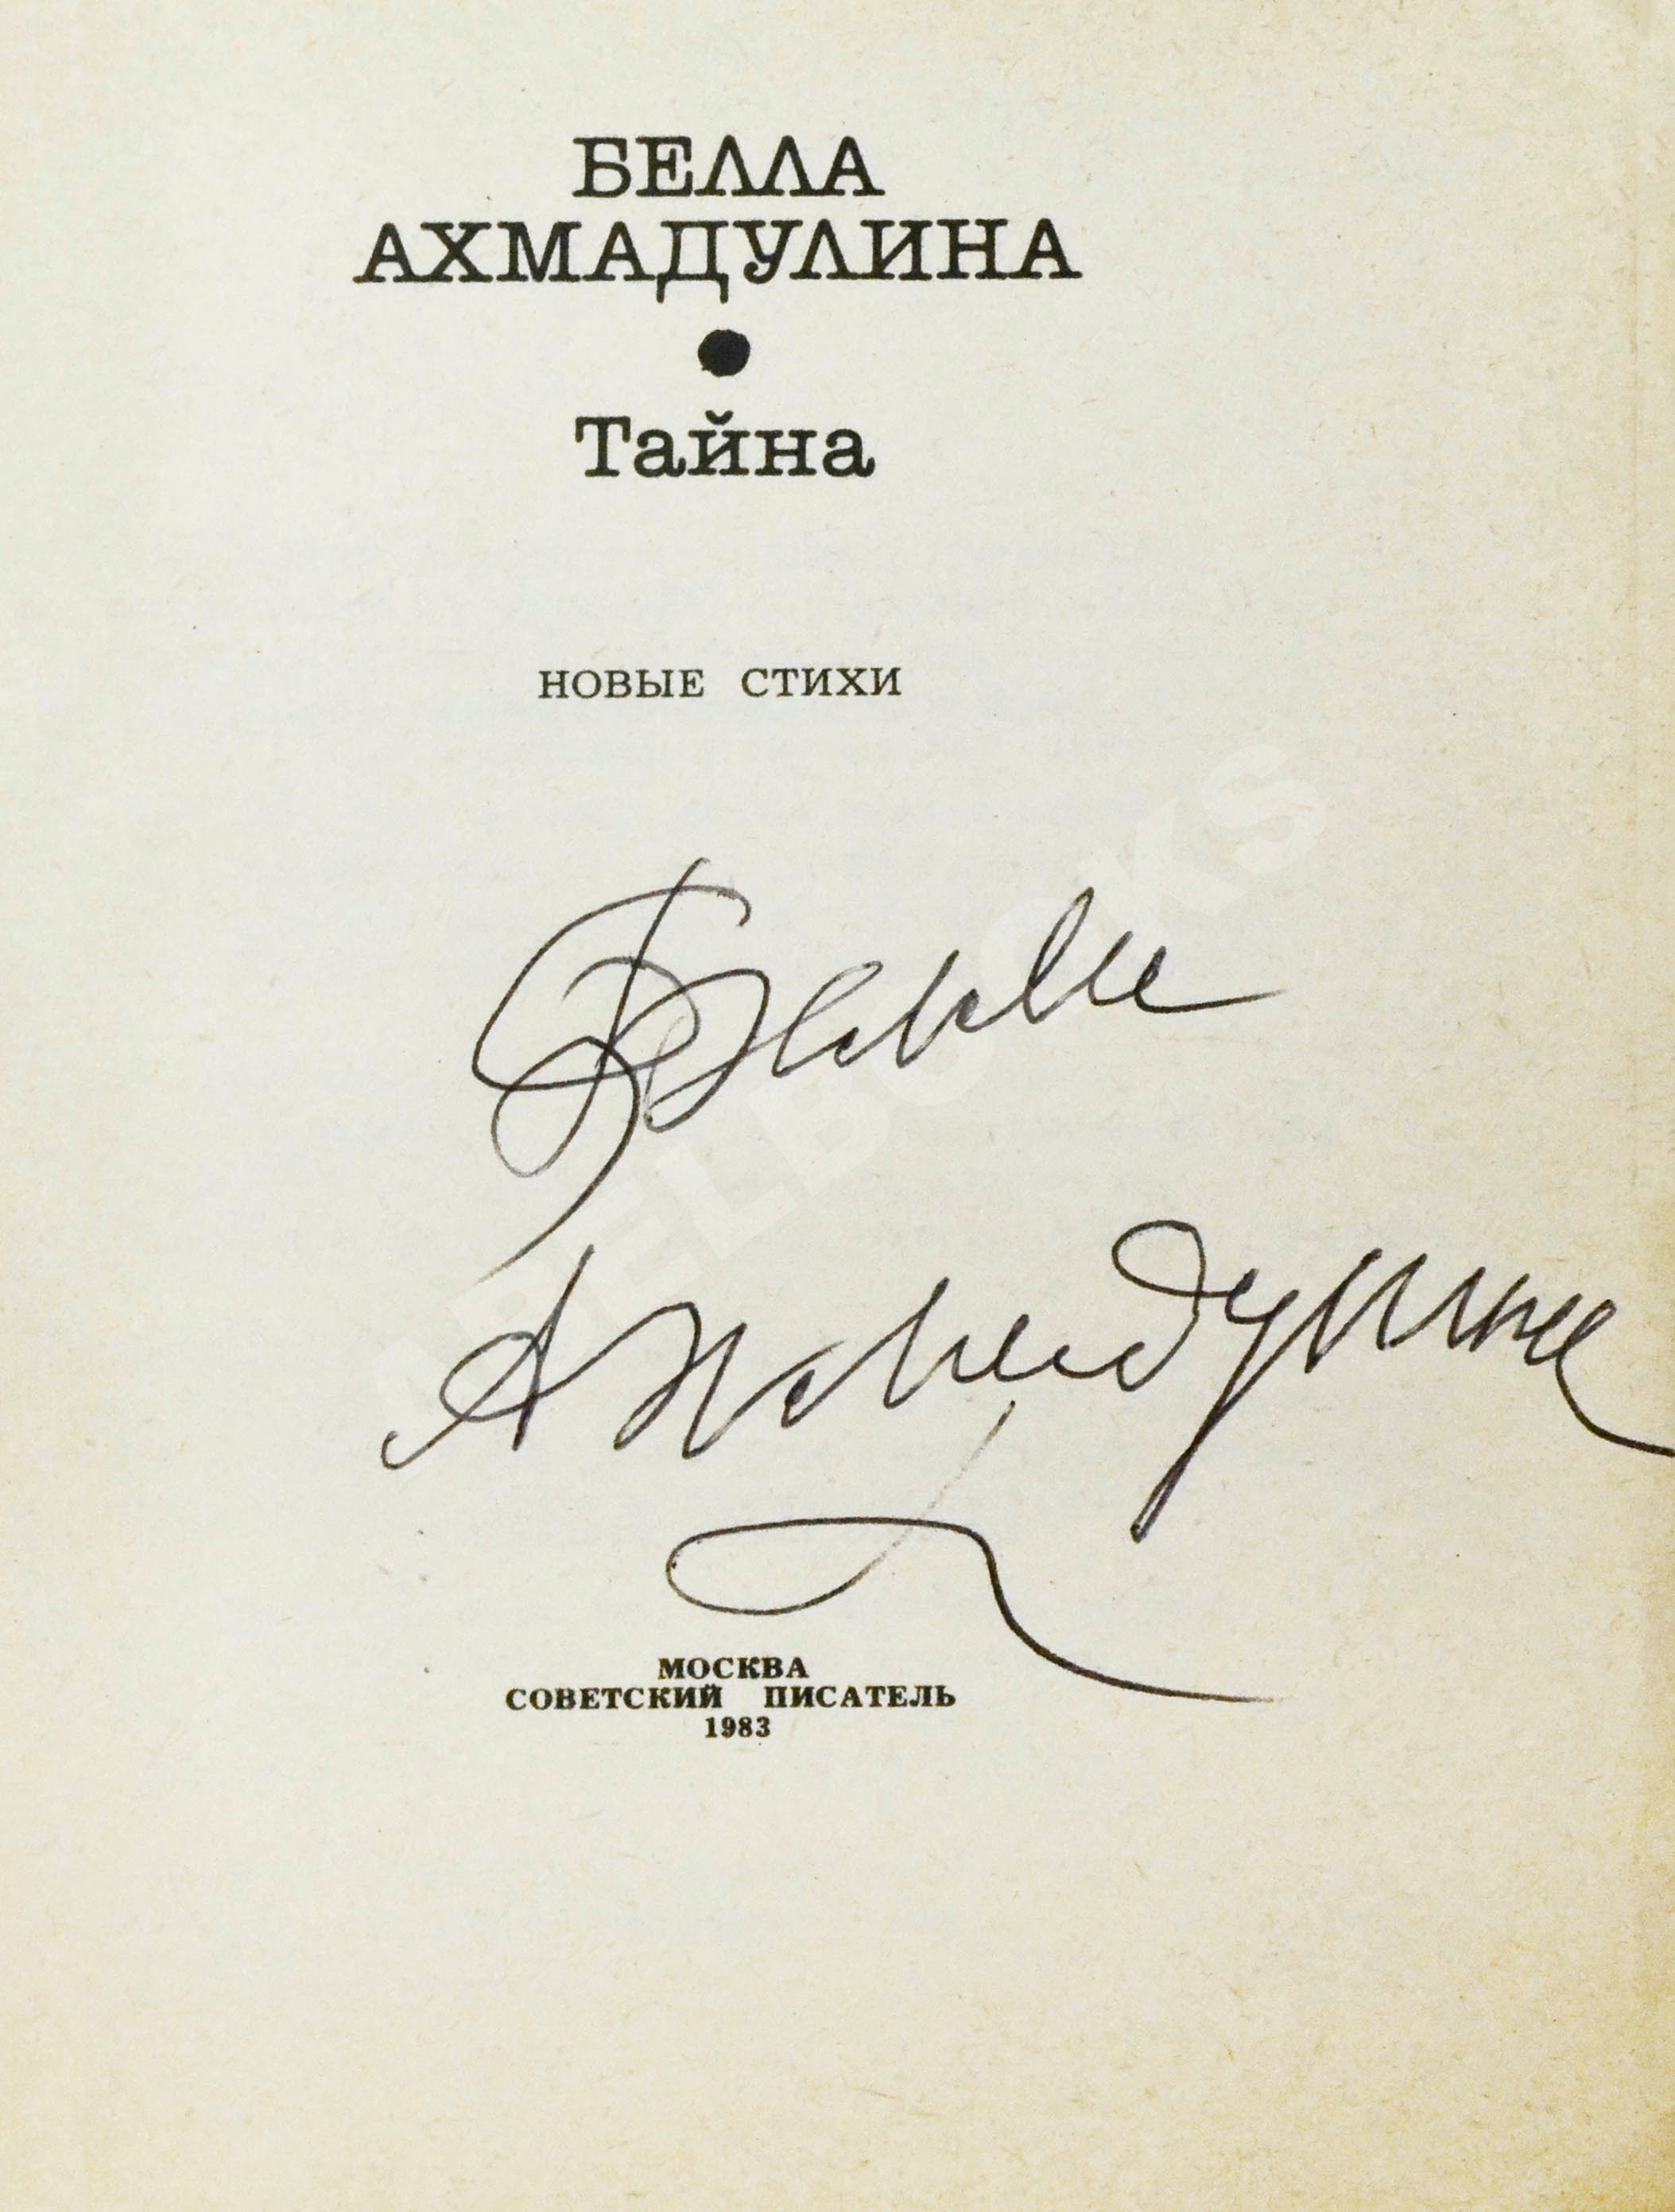 БЕЛЛА
АХМАДУЛИНА
Тайна
НОВЫЕ СТИХИ
Белла
Ахмадулина
МОСКВА
СОВЕТСКИЙ ПИСАТЕЛЬ
1983